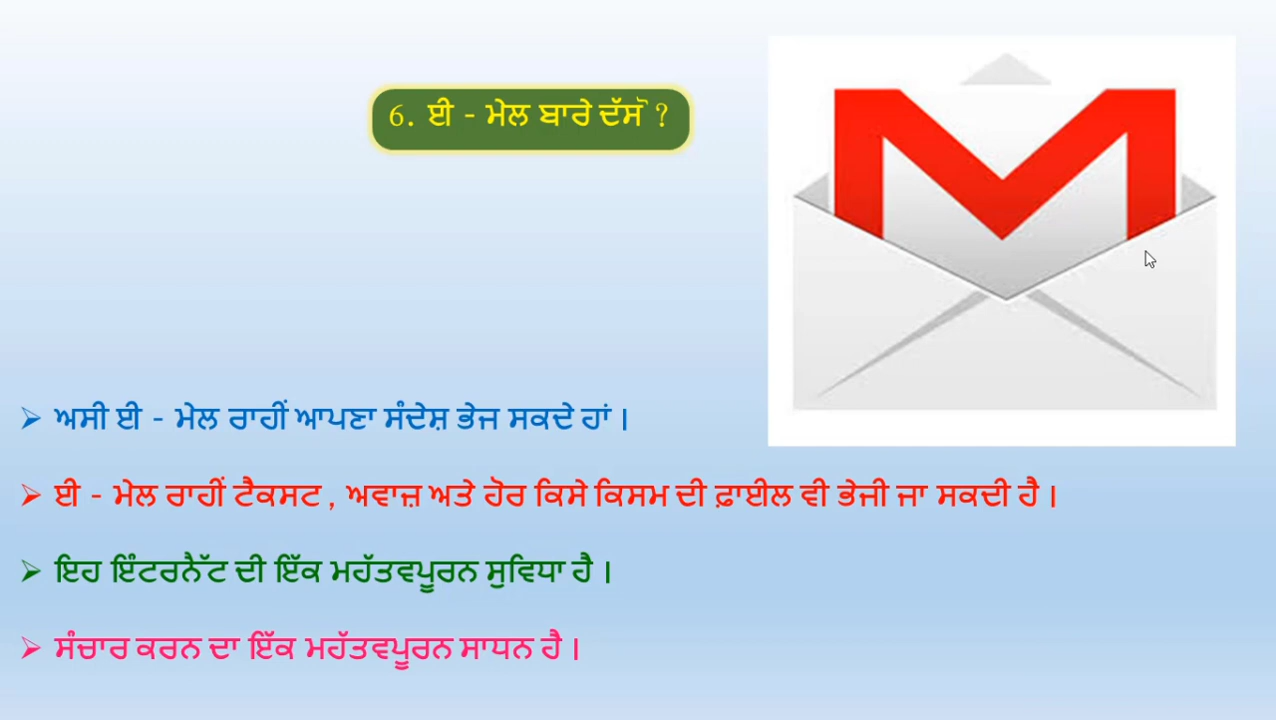 6. ਈ - ਮੇਲ ਬਾਰੇ ਦੱਸੋ ?
➢ ਅਸੀ ਈ - ਮੇਲ ਰਾਹੀਂ ਆਪਣਾ ਸੰਦੇਸ਼ ਭੇਜ ਸਕਦੇ ਹਾਂ ।
➢ ਈ - ਮੇਲ ਰਾਹੀਂ ਟੈਕਸਟ , ਅਵਾਜ਼ ਅਤੇ ਹੋਰ ਕਿਸੇ ਕਿਸਮ ਦੀ ਫ਼ਾਈਲ ਵੀ ਭੇਜੀ ਜਾ ਸਕਦੀ ਹੈ ।
➢ ਇਹ ਇੰਟਰਨੈੱਟ ਦੀ ਇੱਕ ਮਹੱਤਵਪੂਰਨ ਸੁਵਿਧਾ ਹੈ ।
➢ ਸੰਚਾਰ ਕਰਨ ਦਾ ਇੱਕ ਮਹੱਤਵਪੂਰਨ ਸਾਧਨ ਹੈ ।